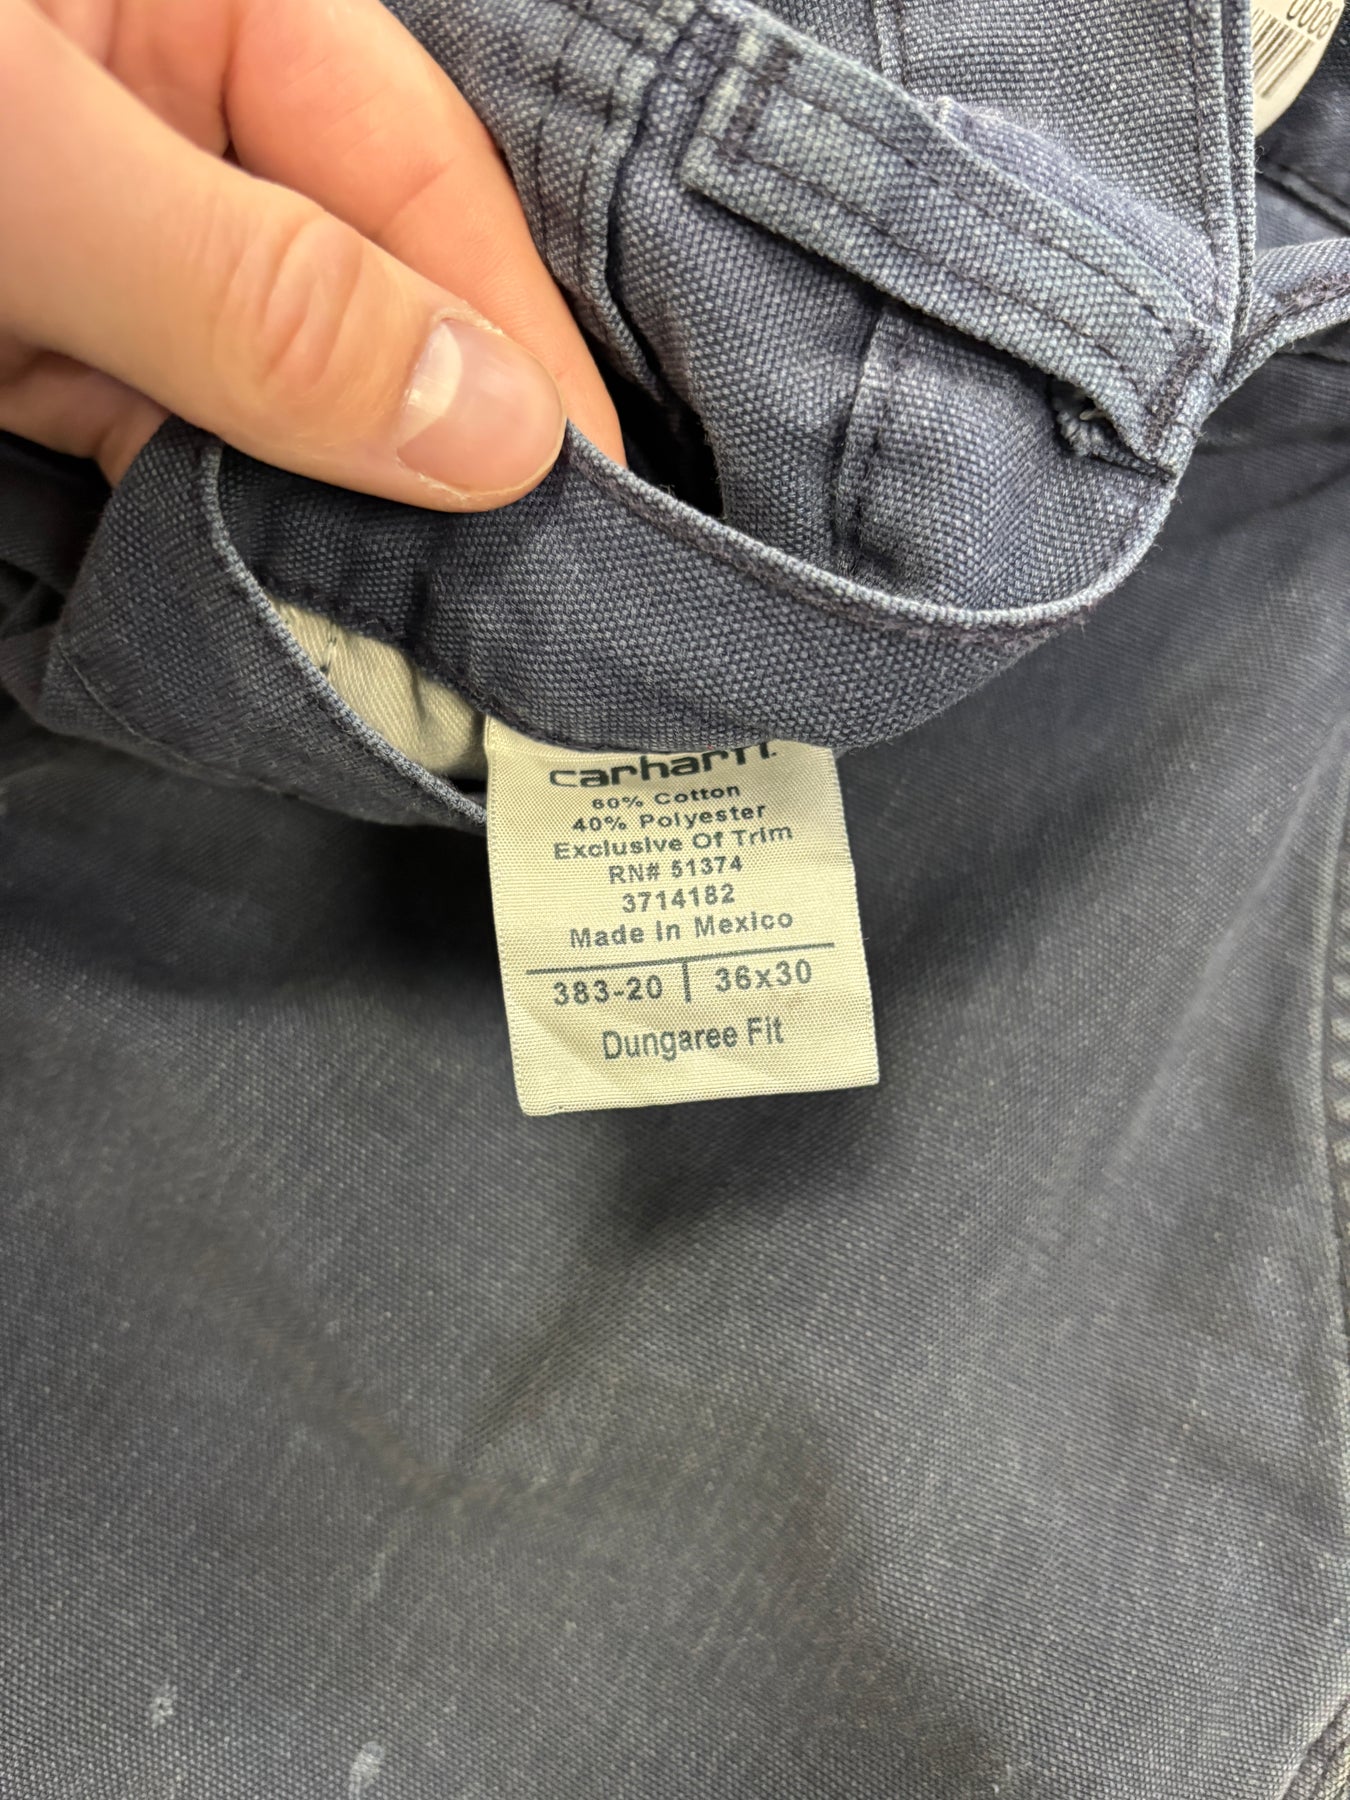 0008
carhartt.
60% Cotton
40% Polyester
Exclusive Of Trim
RN# 51374
3714182
Made In Mexico
383-20 | 36x30
Dungaree Fit